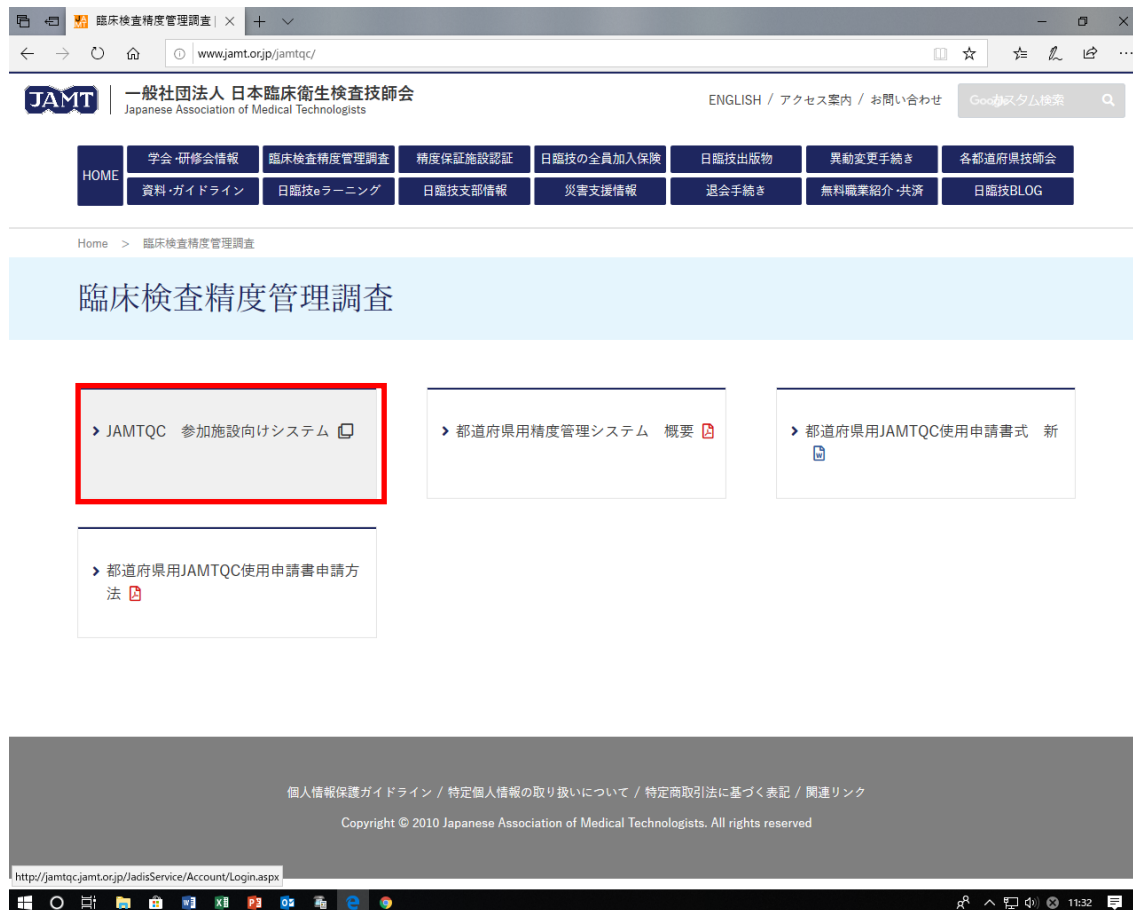 臨床検査精度管理調査 |
www.jamt.or.jp/jamtqc/
JAMT
一般社団法人 日本臨床衛生検査技師会
Japanese Association of Medical Technologists
ENGLISH / アクセス案内 / お問い合わせ
カスタム検索
HOME
学会・研修会情報 臨床検査精度管理調査 精度保証施設認証 日臨技の全員加入保険 日臨技出版物 異動変更手続き 各都道府県技師会
資料・ガイドライン 日臨技eラーニング 日臨技支部情報 災害支援情報 退会手続き 無料職業紹介・共済 日臨技BLOG
Home > 臨床検査精度管理調査
臨床検査精度管理調査
JAMTQC 参加施設向けシステム
都道府県用精度管理システム 概要
都道府県用JAMTQC使用申請書式 新
都道府県用JAMTQC使用申請書申請方
法
個人情報保護ガイドライン / 特定個人情報の取り扱いについて / 特定商取引法に基づく表記 / 関連リンク
Copyright © 2010 Japanese Association of Medical Technologists. All rights reserved
http://jamtqc.jamt.or.jp/JadisService/Account/Login.aspx
11:32